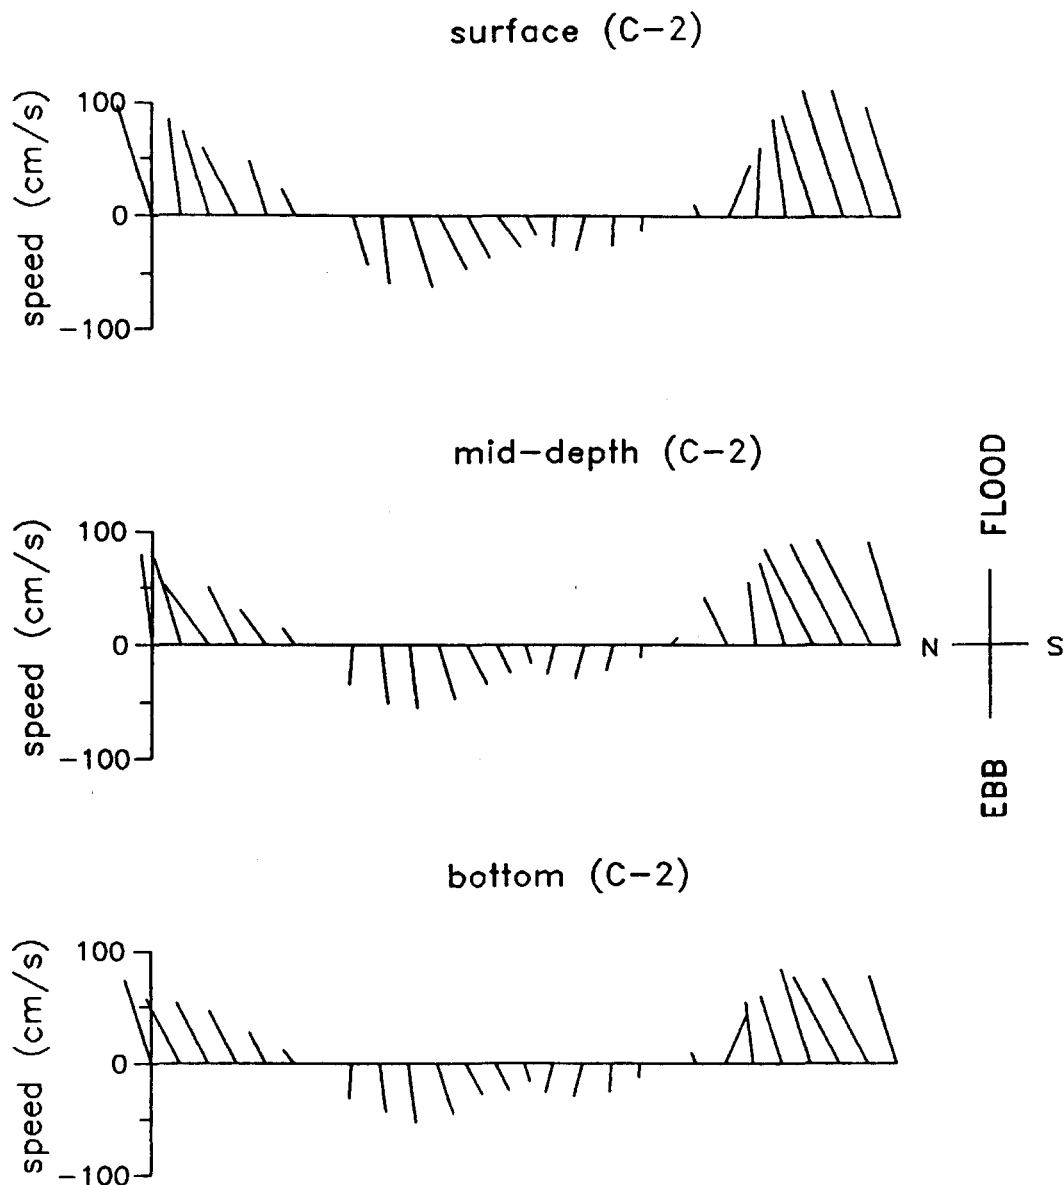 surface (C-2)
100
0
-100
speed (cm/s)
mid-depth (C-2)
100
0
-100
speed (cm/s)
FLOOD
N
S
EBB
bottom (C-2)
100
0
-100
speed (cm/s)